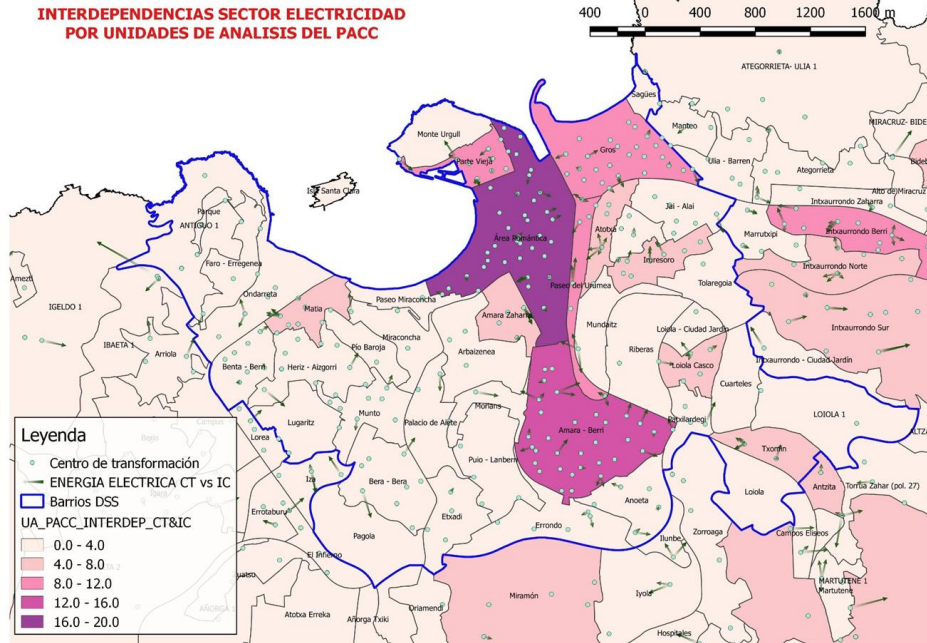 INTERDEPENDENCIAS SECTOR ELECTRICIDAD
POR UNIDADES DE ANALISIS DEL PACC
400 0 400 800 1200 1600 m
ATEGORRIETA- ULIA 1
Sagües
Monte Urgull
Manteo
MIRACRUZ- BIDE
Parte Vieja
Gros
Ulia - Barren
Ategorrieta
Bideb
Isla Santa Clara
Alto de Miracruz
Parque
Jai - Alai
Intxaurrondo Zaharra
ANTIGUO 1
Área Romántica
Atotxa
Marrutxipi
Intxaurrondo Berri
Faro - Erregenea
Ingresoro
Intxaurrondo Norte
Amezti
Paseo del Urumea
Tolaregoia
Ondarreta
Paseo Miraconcha
IGELDO 1
Matia
Amara Zaharra
Mundaitz
Loiola - Ciudad Jardín
Intxaurrondo Sur
IBAETA 1
Miraconcha
Pío Baroja
Arbaizenea
Riberas
Arriola
Intxaurrondo - Ciudad Jardín
Benta - Berri
Heriz - Aizgorri
Loiola Casco
Cuarteles
Morlans
Munto
Lugaritz
Palacio de Aiete
Amara - Berri
Txomin
LOIOLA 1
Lorea
ALTZA
Puio - Lanberri
Iza
Bera - Bera
Anoeta
Loiola
Antzita
Torrua Zahar (pol. 27)
Errotaburu
Etxadi
Errondo
Zorroaga
Campos Elíseos
Pagola
Ilunbe
El Infierno
MARTUTENE 1
Martutene
Miramón
Iyola
Oriamendi
Atotxa Erreka
Añorga Txiki
Hospitales
Leyenda
Centro de transformación
ENERGIA ELECTRICA CT vs IC
Barrios DSS
UA_PACC_INTERDEP_CT&IC
0.0 - 4.0
4.0 - 8.0
8.0 - 12.0
12.0 - 16.0
16.0 - 20.0